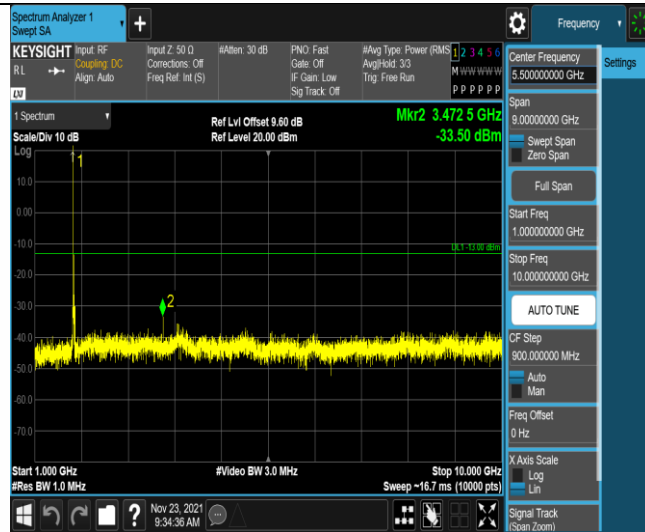 Spectrum Analyzer 1
Swept SA
Frequency
KEYSIGHT
RL
LXI
Input: RF
Coupling: DC
Align: Auto
Input Z: 50 Ω
Corrections: Off
Freq Ref: Int (S)
#Atten: 30 dB
PNO: Fast
Gate: Off
IF Gain: Low
Sig Track: Off
#Avg Type: Power (RMS
Avg|Hold: 3/3
Trig: Free Run
1 2 3 4 5 6
M W W W W W
P P P P P P
1 Spectrum
Scale/Div 10 dB
Ref Lvl Offset 9.60 dB
Ref Level 20.00 dBm
Mkr2 3.472 5 GHz
-33.50 dBm
Log
10.0
0.00
-10.0
-20.0
-30.0
-40.0
-50.0
-60.0
-70.0
1
2
DL1 -13.00 dBm
Start 1.000 GHz
#Res BW 1.0 MHz
#Video BW 3.0 MHz
Stop 10.000 GHz
Sweep ~16.7 ms (10000 pts)
Nov 23, 2021
9:34:36 AM
Center Frequency
5.500000000 GHz
Settings
Span
9.00000000 GHz
Swept Span
Zero Span
Full Span
Start Freq
1.000000000 GHz
Stop Freq
10.000000000 GHz
AUTO TUNE
CF Step
900.000000 MHz
Auto
Man
Freq Offset
0 Hz
X Axis Scale
Log
Lin
Signal Track
(Span Zoom)